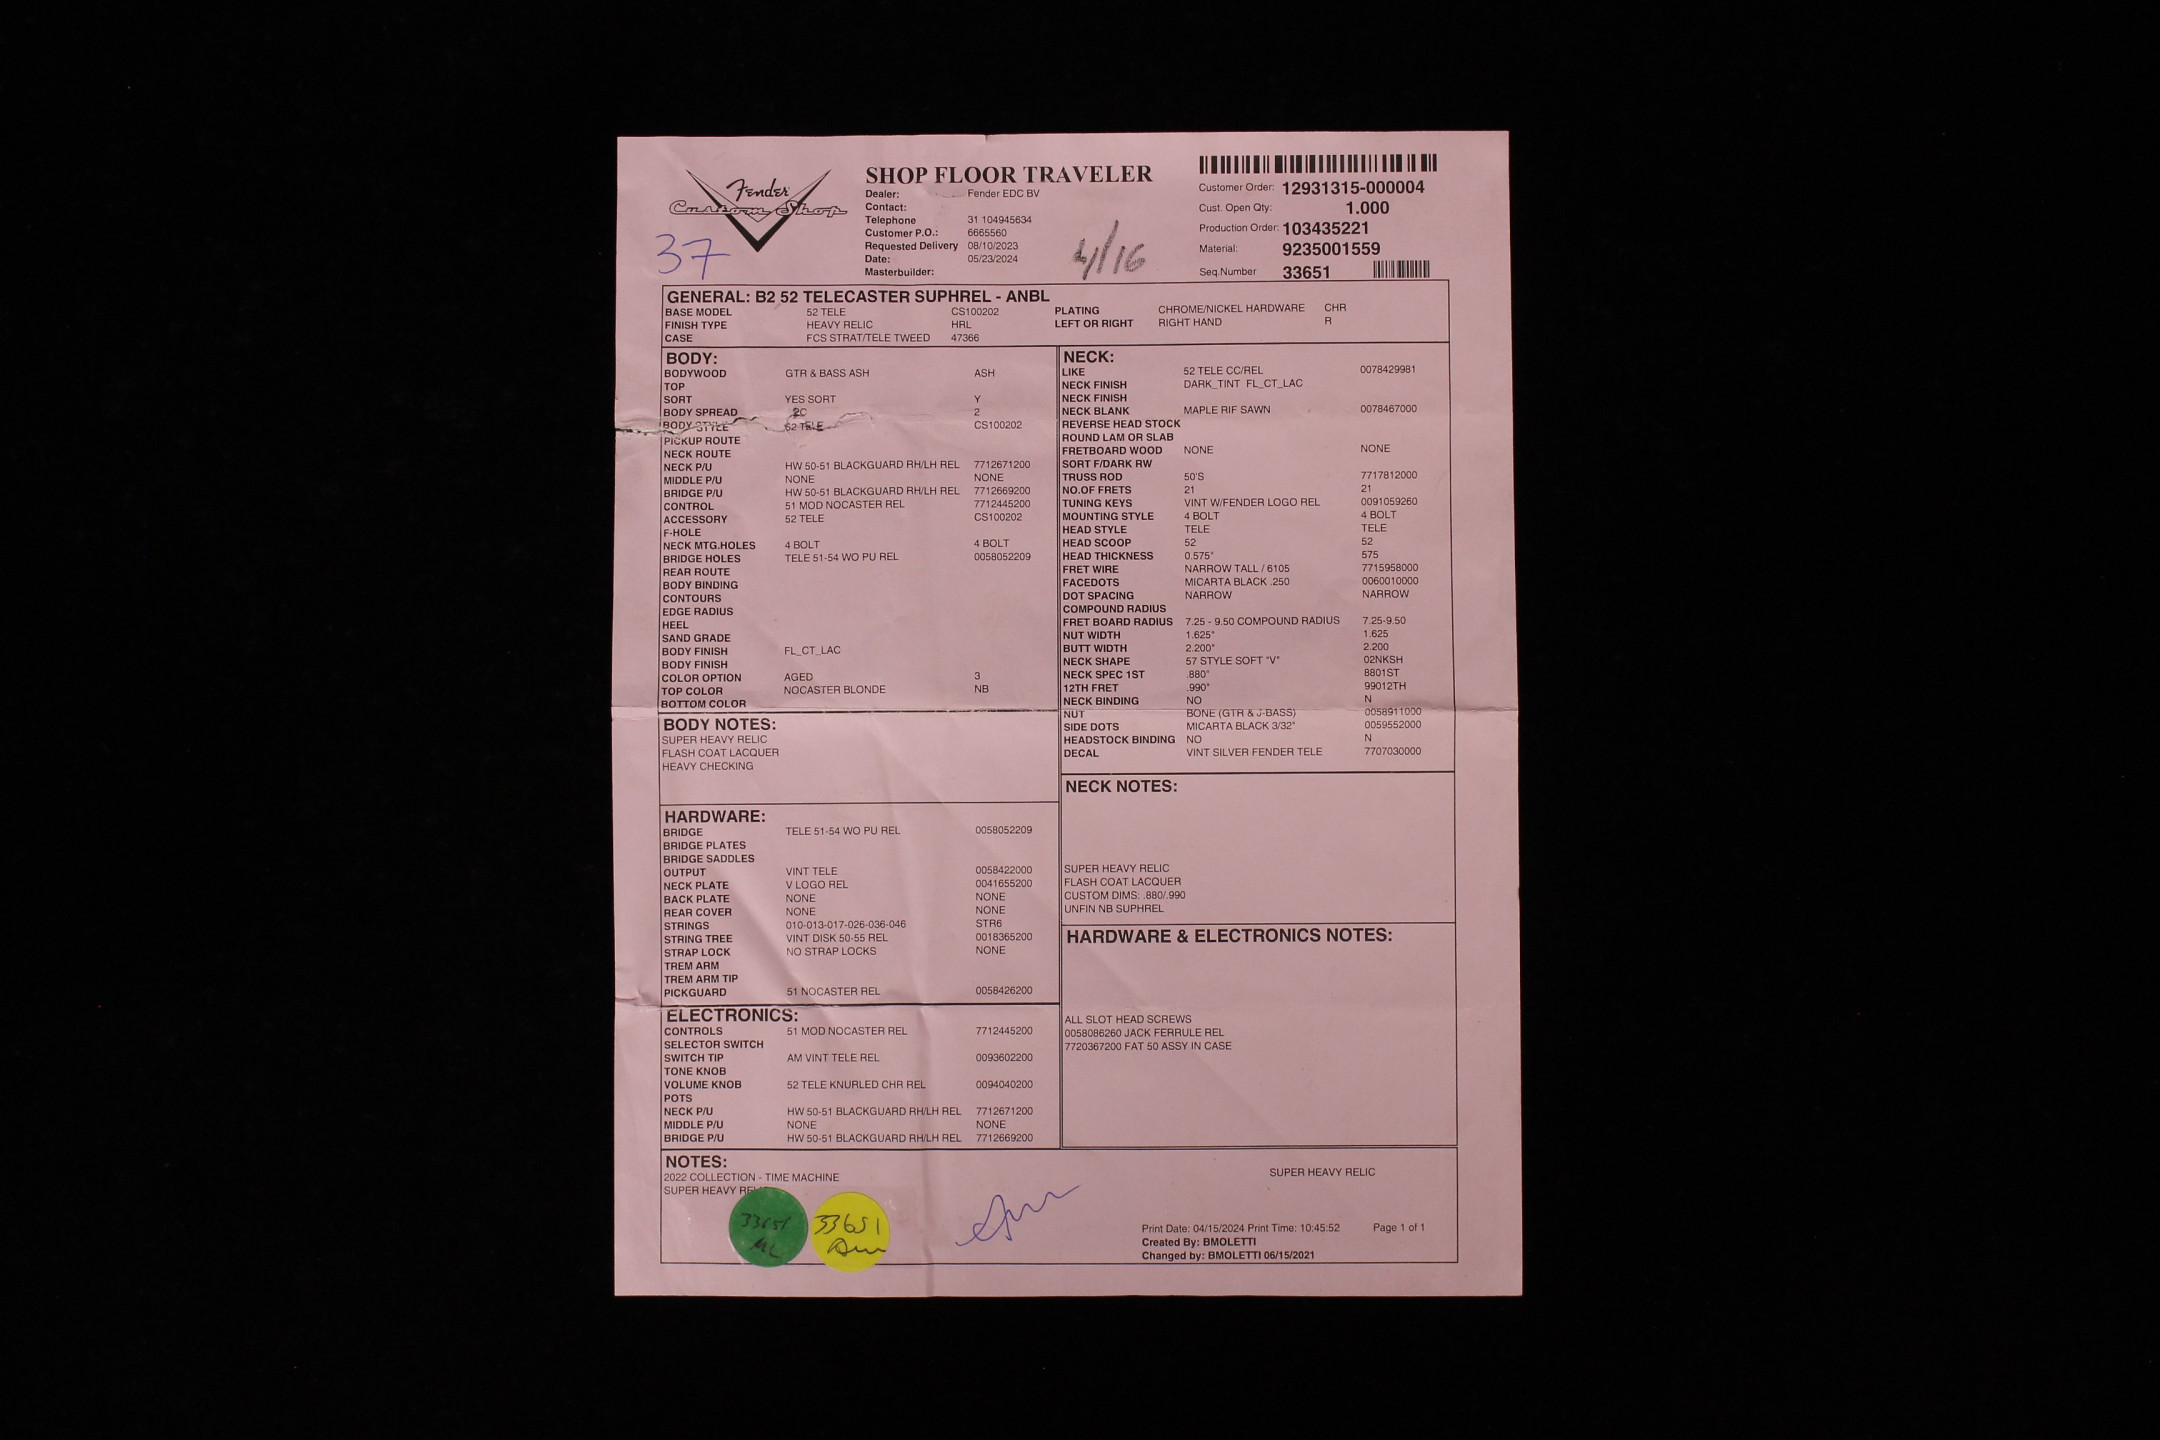 Fender
Custom Shop
37
SHOP FLOOR TRAVELER
Dealer: Fender EDC BV
Contact:
Telephone 31 104945634
Customer P.O.: 6665560
Requested Delivery 08/10/2023
Date: 05/23/2024
Masterbuilder:
4/16
Customer Order: 12931315-000004
Cust. Open Qty: 1.000
Production Order: 103435221
Material: 9235001559
Seq.Number 33651
GENERAL: B2 52 TELECASTER SUPHREL - ANBL
BASE MODEL 52 TELE CS100202 PLATING CHROME/NICKEL HARDWARE CHR
FINISH TYPE HEAVY RELIC HRL LEFT OR RIGHT RIGHT HAND R
CASE FCS STRAT/TELE TWEED 47366
BODY:
BODYWOOD GTR & BASS ASH ASH
TOP
SORT YES SORT Y
BODY SPREAD 2C 2
BODY STYLE 52 TELE CS100202
PICKUP ROUTE
NECK ROUTE
NECK P/U HW 50-51 BLACKGUARD RH/LH REL 7712671200
MIDDLE P/U NONE NONE
BRIDGE P/U HW 50-51 BLACKGUARD RH/LH REL 7712669200
CONTROL 51 MOD NOCASTER REL 7712445200
ACCESSORY 52 TELE CS100202
F-HOLE
NECK MTG.HOLES 4 BOLT 4 BOLT
BRIDGE HOLES TELE 51-54 WO PU REL 0058052209
REAR ROUTE
BODY BINDING
CONTOURS
EDGE RADIUS
HEEL
SAND GRADE
BODY FINISH FL_CT_LAC
BODY FINISH
COLOR OPTION AGED 3
TOP COLOR NOCASTER BLONDE NB
BOTTOM COLOR
BODY NOTES:
SUPER HEAVY RELIC
FLASH COAT LACQUER
HEAVY CHECKING
HARDWARE:
BRIDGE TELE 51-54 WO PU REL 0058052209
BRIDGE PLATES
BRIDGE SADDLES
OUTPUT VINT TELE 0058422000
NECK PLATE V LOGO REL 0041655200
BACK PLATE NONE NONE
REAR COVER NONE NONE
STRINGS 010-013-017-026-036-046 STR6
STRING TREE VINT DISK 50-55 REL 0018365200
STRAP LOCK NO STRAP LOCKS NONE
TREM ARM
TREM ARM TIP
PICKGUARD 51 NOCASTER REL 0058426200
ELECTRONICS:
CONTROLS 51 MOD NOCASTER REL 7712445200
SELECTOR SWITCH
SWITCH TIP AM VINT TELE REL 0093602200
TONE KNOB
VOLUME KNOB 52 TELE KNURLED CHR REL 0094040200
POTS
NECK P/U HW 50-51 BLACKGUARD RH/LH REL 7712671200
MIDDLE P/U NONE NONE
BRIDGE P/U HW 50-51 BLACKGUARD RH/LH REL 7712669200
NECK:
LIKE 52 TELE CC/REL 0078429981
NECK FINISH DARK_TINT FL_CT_LAC
NECK FINISH
NECK BLANK MAPLE RIF SAWN 0078467000
REVERSE HEAD STOCK
ROUND LAM OR SLAB
FRETBOARD WOOD NONE NONE
SORT F/DARK RW
TRUSS ROD 50'S 7717812000
NO.OF FRETS 21 21
TUNING KEYS VINT W/FENDER LOGO REL 0091059260
MOUNTING STYLE 4 BOLT 4 BOLT
HEAD STYLE TELE TELE
HEAD SCOOP 52 52
HEAD THICKNESS 0.575" 575
FRET WIRE NARROW TALL / 6105 7715958000
FACEDOTS MICARTA BLACK .250 0060010000
DOT SPACING NARROW NARROW
COMPOUND RADIUS
FRET BOARD RADIUS 7.25 - 9.50 COMPOUND RADIUS 7.25-9.50
NUT WIDTH 1.625" 1.625
BUTT WIDTH 2.200" 2.200
NECK SHAPE 57 STYLE SOFT "V" 02NKSH
NECK SPEC 1ST .880" 8801ST
12TH FRET .990" 99012TH
NECK BINDING NO N
NUT BONE (GTR & J-BASS) 0058911000
SIDE DOTS MICARTA BLACK 3/32" 0059552000
HEADSTOCK BINDING NO N
DECAL VINT SILVER FENDER TELE 7707030000
NECK NOTES:
SUPER HEAVY RELIC
FLASH COAT LACQUER
CUSTOM DIMS: .880/.990
UNFIN NB SUPHREL
HARDWARE & ELECTRONICS NOTES:
ALL SLOT HEAD SCREWS
0058086260 JACK FERRULE REL
7720367200 FAT 50 ASSY IN CASE
NOTES:
2022 COLLECTION - TIME MACHINE
SUPER HEAVY
SUPER HEAVY RELIC
33651
33651
Print Date: 04/15/2024 Print Time: 10:45:52 Page 1 of 1
Created By: BMOLETTI
Changed by: BMOLETTI 06/15/2021